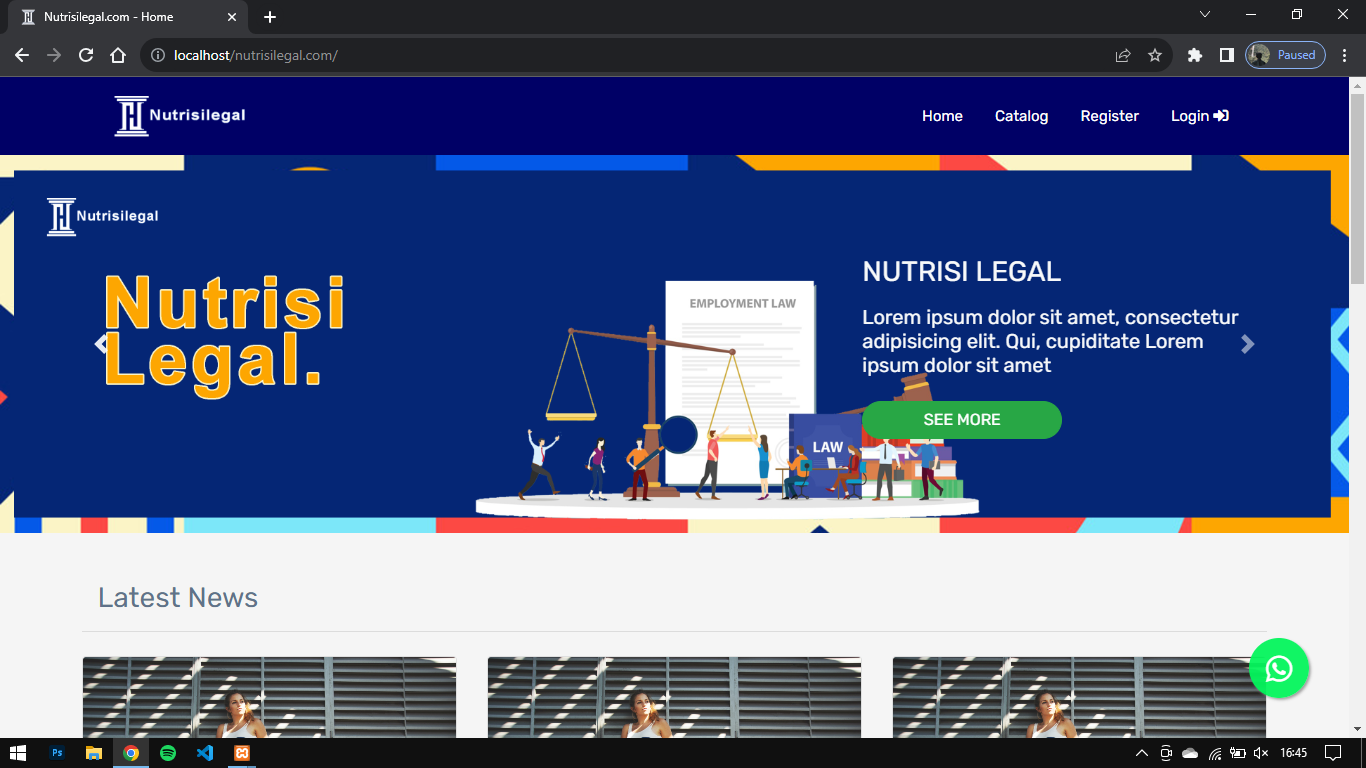 Nutrisilegal.com - Home
localhost/nutrisilegal.com/
Paused
Nutrisilegal
Home
Catalog
Register
Login
Nutrisilegal
Nutrisi
Legal.
EMPLOYMENT LAW
LAW
NUTRISI LEGAL
Lorem ipsum dolor sit amet, consectetur
adipisicing elit. Qui, cupiditate Lorem
ipsum dolor sit amet
SEE MORE
Latest News
Ps
16:45